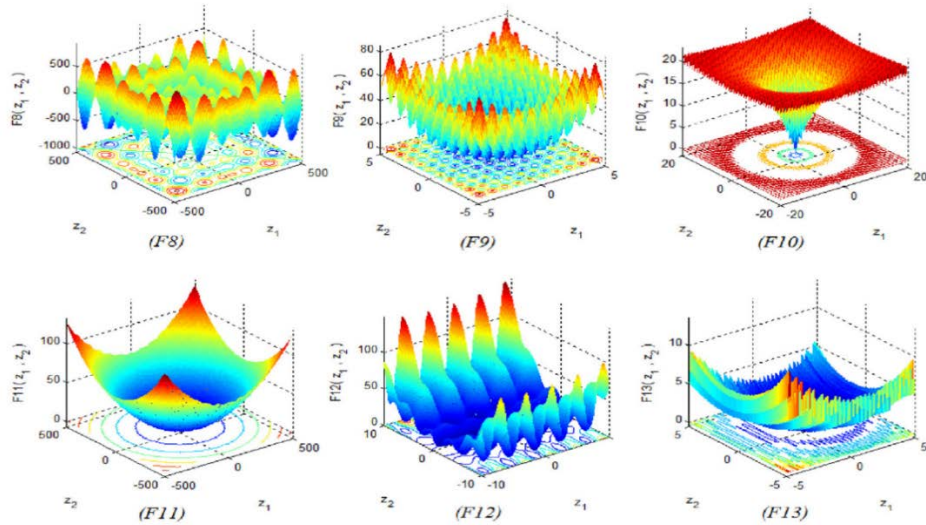 F8( z₁ , z₂ )
500
0
-500
-1000
500
0
-500
-500
0
500
z₂
z₁
(F8)
F9( z₁ , z₂ )
80
60
40
20
0
5
0
-5
-5
0
5
z₂
z₁
(F9)
F10( z₁ , z₂ )
20
15
10
5
0
20
0
-20
-20
0
20
z₂
z₁
(F10)
F11( z₁ , z₂ )
100
50
0
500
0
-500
-500
0
500
z₂
z₁
(F11)
F12( z₁ , z₂ )
100
50
0
10
0
-10
-10
0
10
z₂
z₁
(F12)
F13( z₁ , z₂ )
10
5
0
5
0
-5
-5
0
5
z₂
z₁
(F13)